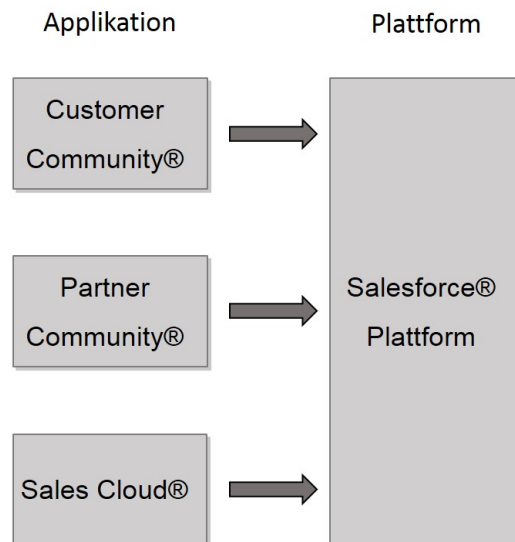 Applikation
Plattform
Customer
Community®
Partner
Community®
Salesforce®
Plattform
Sales Cloud®